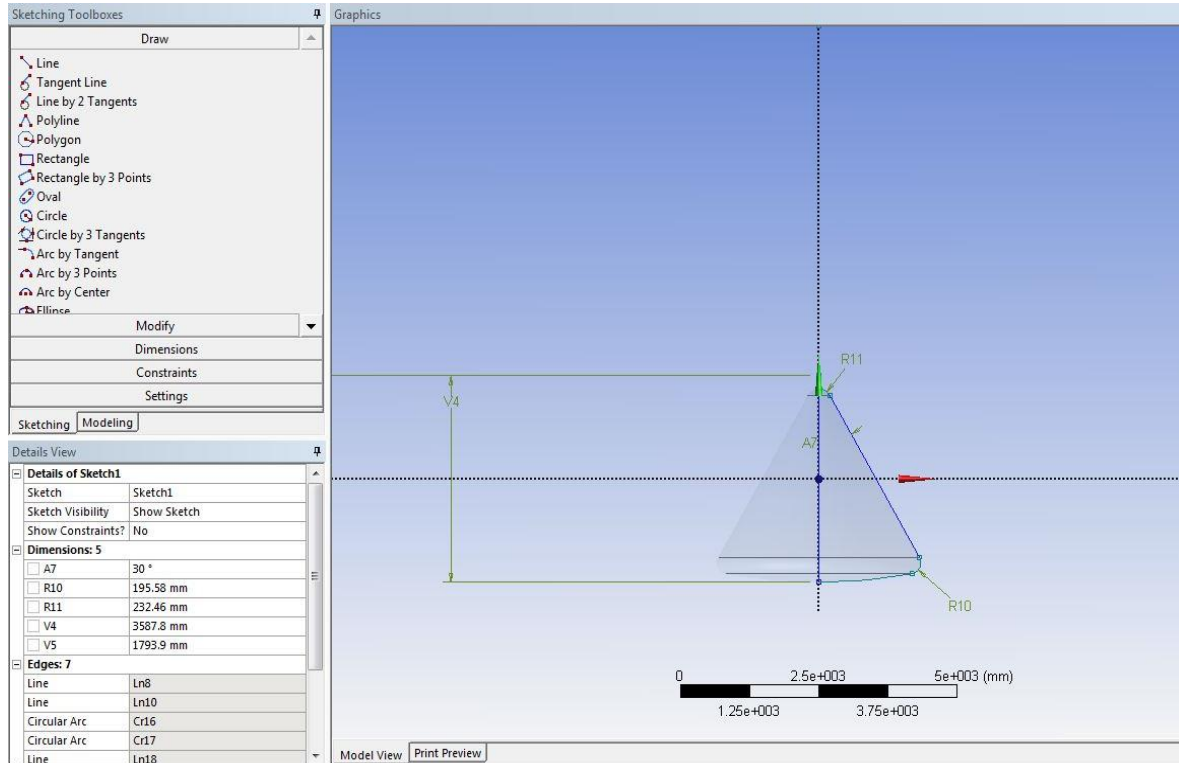 Sketching Toolboxes
Draw
Line
Tangent Line
Line by 2 Tangents
Polyline
Polygon
Rectangle
Rectangle by 3 Points
Oval
Circle
Circle by 3 Tangents
Arc by Tangent
Arc by 3 Points
Arc by Center
Ellipse
Modify
Dimensions
Constraints
Settings
Sketching Modeling
Details View
Details of Sketch1
Sketch Sketch1
Sketch Visibility Show Sketch
Show Constraints? No
Dimensions: 5
A7 30 °
R10 195.58 mm
R11 232.46 mm
V4 3587.8 mm
V5 1793.9 mm
Edges: 7
Line Ln8
Line Ln10
Circular Arc Cr16
Circular Arc Cr17
Line Ln18
Graphics
R11
V4
A7
R10
0 2.5e+003 5e+003 (mm)
1.25e+003 3.75e+003
Model View Print Preview